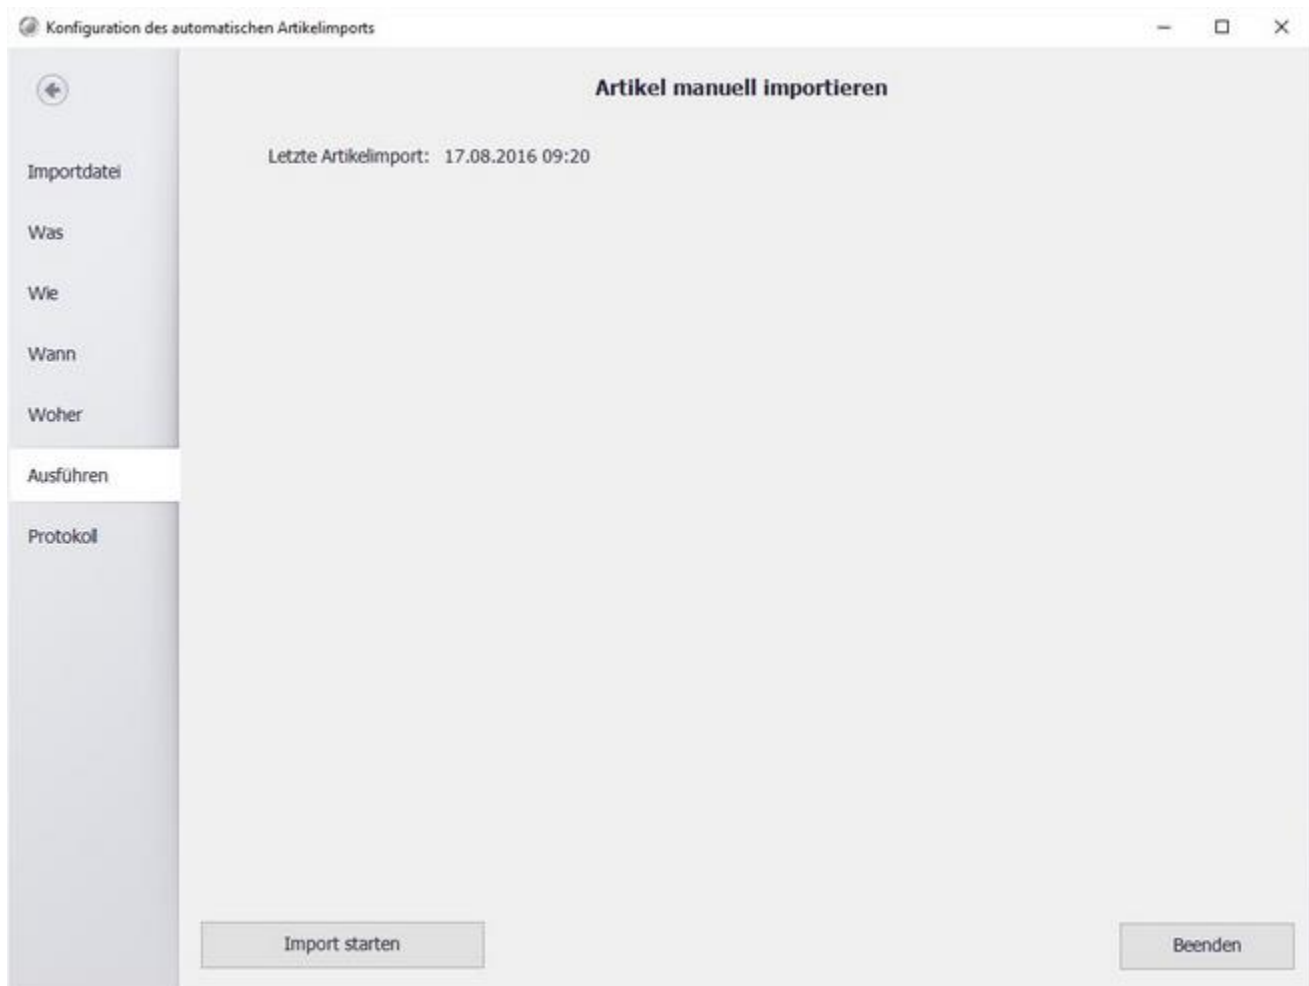 Konfiguration des automatischen Artikelimports
Artikel manuell importieren
Letzte Artikelimport: 17.08.2016 09:20
Importdatei
Was
Wie
Wann
Woher
Ausführen
Protokoll
Import starten
Beenden